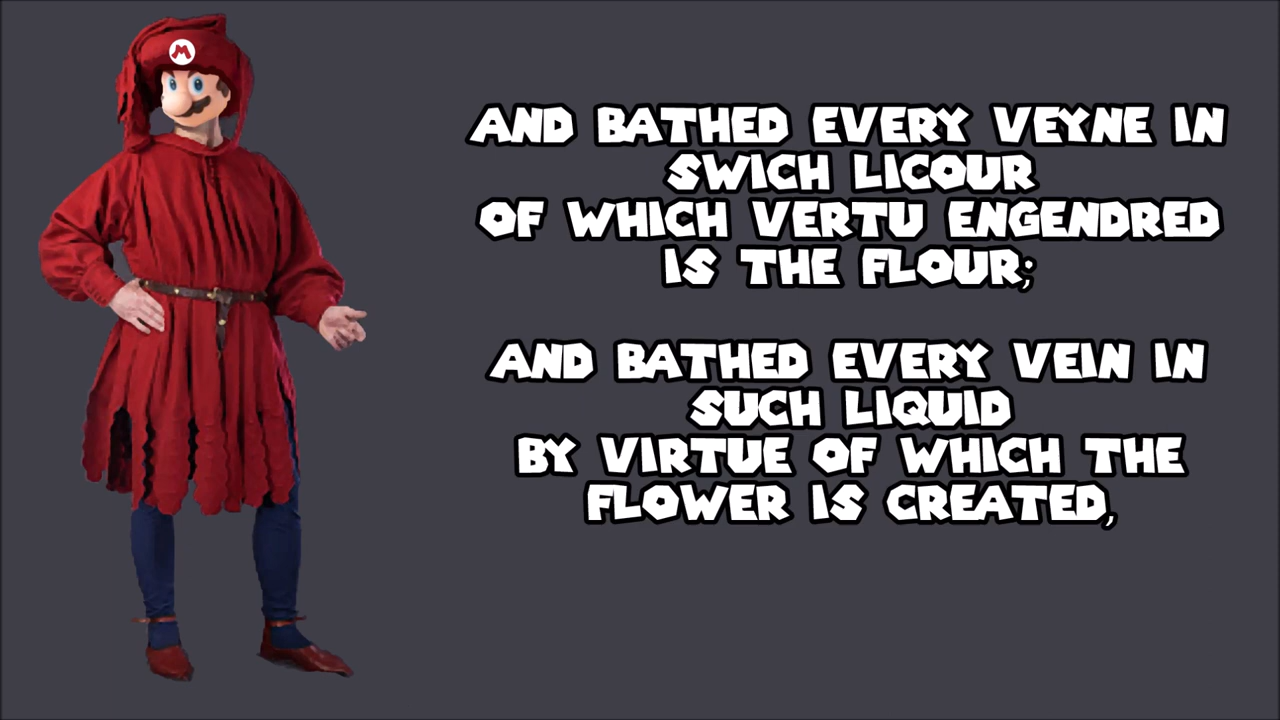 M
AND BATHED EVERY VEYNE IN
SWICH LICOUR
OF WHICH VERTU ENGENDRED
IS THE FLOUR;
AND BATHED EVERY VEIN IN
SUCH LIQUID
BY VIRTUE OF WHICH THE
FLOWER IS CREATED,